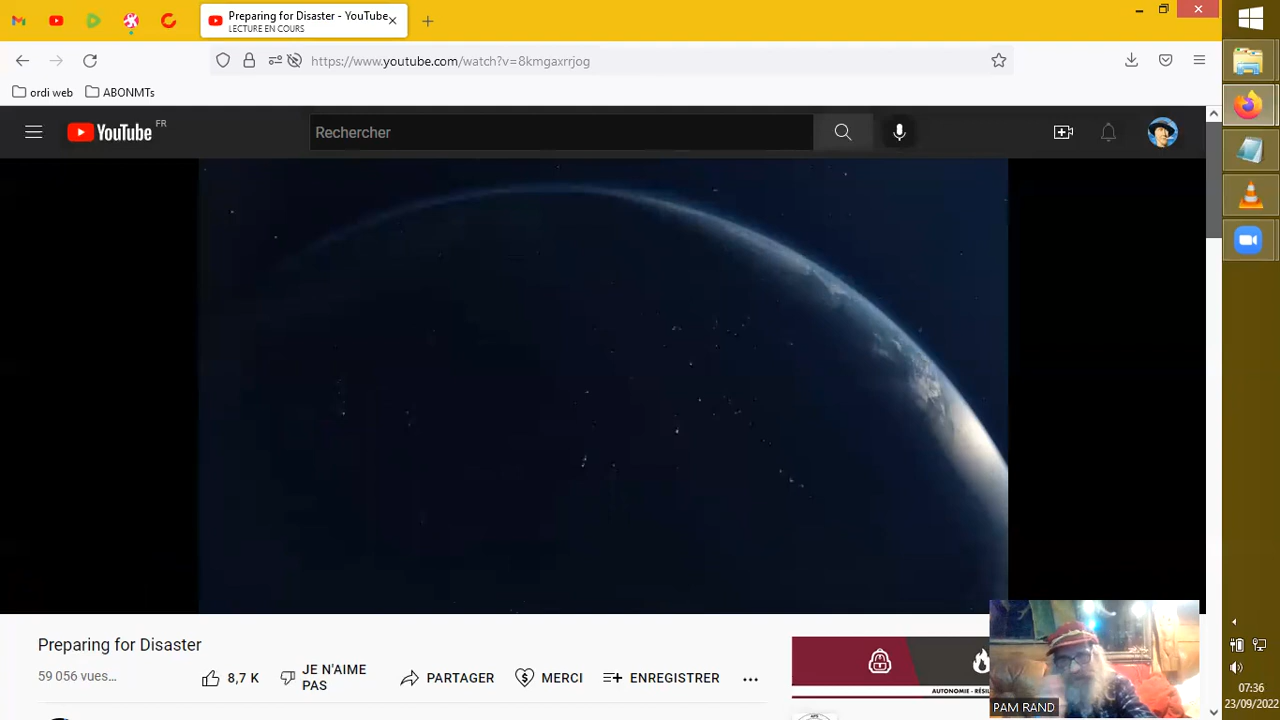 Preparing for Disaster - YouTube
LECTURE EN COURS
https://www.youtube.com/watch?v=8kmgaxrrjog
ordi web
ABONMTs
YouTube FR
Rechercher
Preparing for Disaster
59 056 vues...
8,7 K
JE N'AIME PAS
PARTAGER
MERCI
ENREGISTRER
AUTONOMIE - RÉSIL
PAM RAND
07:36
23/09/2022